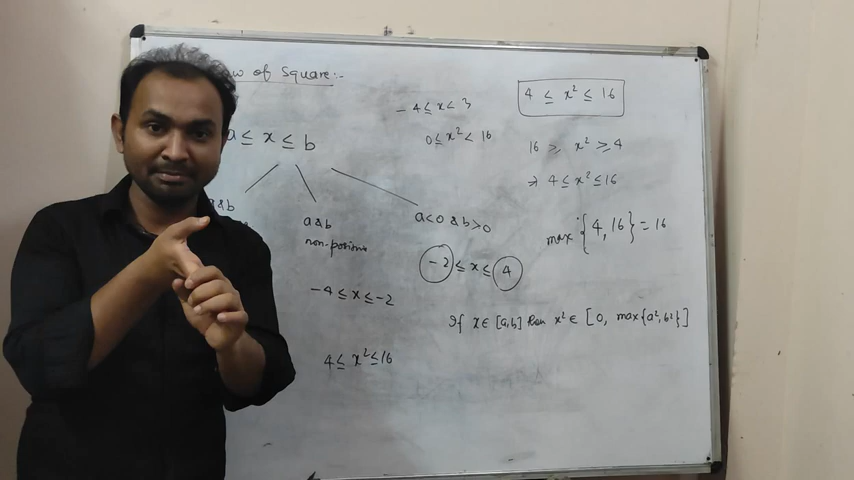 of Square:-
a ≤ x ≤ b
a&b
a&b
non-positive
-4 ≤ x ≤ -2
4 ≤ x² ≤ 16
a<0 & b>0
-2 ≤ x ≤ 4
-4 ≤ x < 3
0 ≤ x² < 16
4 ≤ x² ≤ 16
16 ≥ x² ≥ 4
⇒ 4 ≤ x² ≤ 16
max {4, 16} = 16
If x ∈ [a,b] then x² ∈ [0, max{a², b²}]